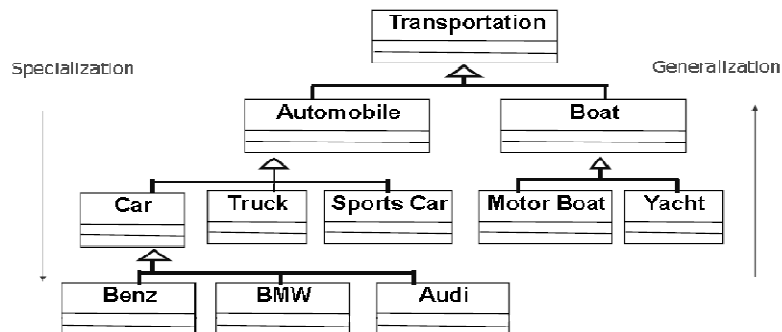 Transportation
Specialization
Generalization
Automobile
Boat
Car
Truck
Sports Car
Motor Boat
Yacht
Benz
BMW
Audi